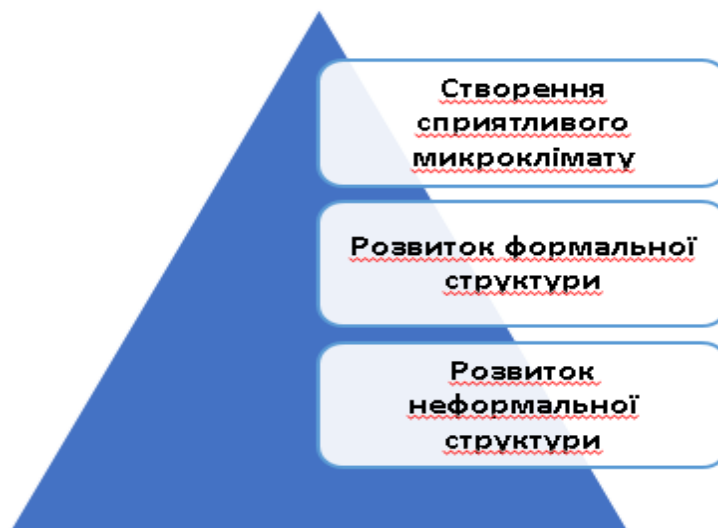 Створення
сприятливого
микроклімату
Розвиток формальної
структури
Розвиток
неформальної
структури